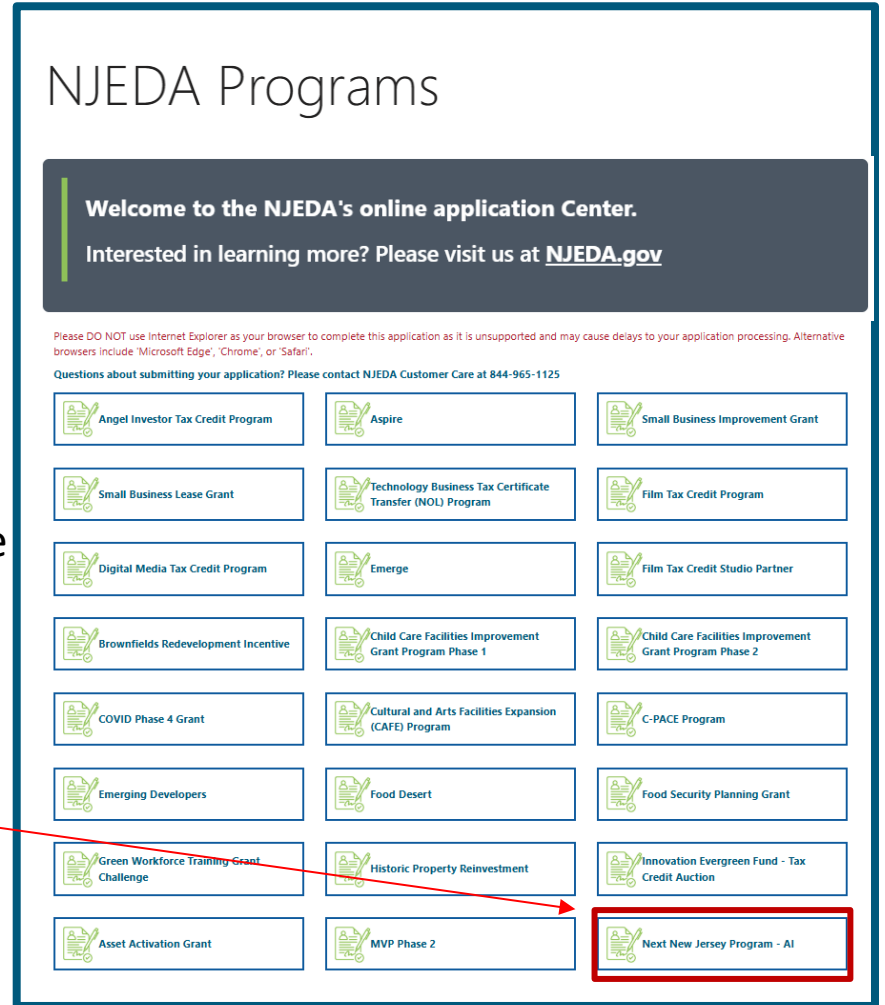 NJEDA Programs
Welcome to the NJEDA's online application Center.
Interested in learning more? Please visit us at NJEDA.gov
Please DO NOT use Internet Explorer as your browser to complete this application as it is unsupported and may cause delays to your application processing. Alternative
browsers include 'Microsoft Edge', 'Chrome', or 'Safari'.
Questions about submitting your application? Please contact NJEDA Customer Care at 844-965-1125
Angel Investor Tax Credit Program
Aspire
Small Business Improvement Grant
Small Business Lease Grant
Technology Business Tax Certificate
Transfer (NOL) Program
Film Tax Credit Program
e
Digital Media Tax Credit Program
Emerge
Film Tax Credit Studio Partner
Brownfields Redevelopment Incentive
Child Care Facilities Improvement
Grant Program Phase 1
Child Care Facilities Improvement
Grant Program Phase 2
COVID Phase 4 Grant
Cultural and Arts Facilities Expansion
(CAFE) Program
C-PACE Program
Emerging Developers
Food Desert
Food Security Planning Grant
Green Workforce Training Grant
Challenge
Historic Property Reinvestment
Innovation Evergreen Fund - Tax
Credit Auction
Asset Activation Grant
MVP Phase 2
Next New Jersey Program - AI